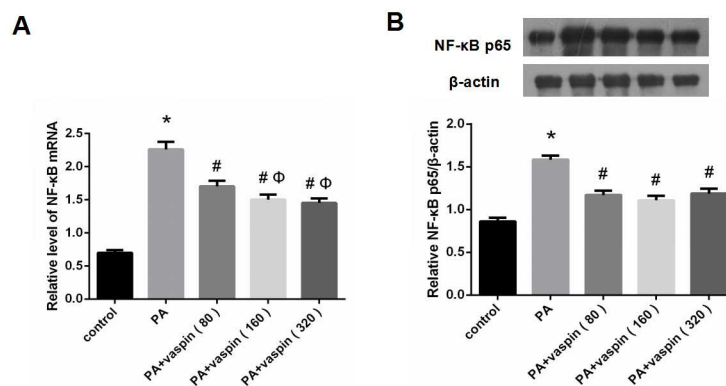 A
B
NF-κB p65
β-actin
Relative level of NF-κB mRNA
2.5
2.0
1.5
1.0
0.5
0.0
*
#
# Φ
# Φ
control
PA
PA+vaspin ( 80 )
PA+vaspin ( 160 )
PA+vaspin ( 320 )
Relative NF-κB p65/β-actin
2.0
1.5
1.0
0.5
0.0
*
#
#
#
control
PA
PA+vaspin ( 80 )
PA+vaspin ( 160 )
PA+vaspin ( 320 )